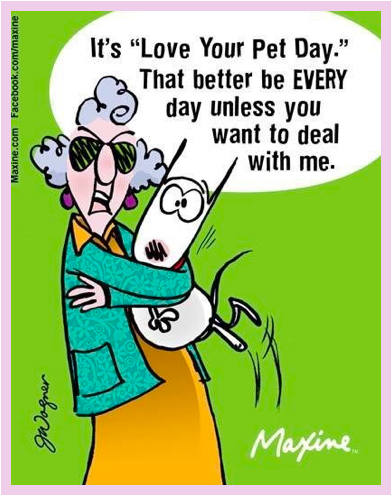 It's "Love Your Pet Day."
That better be EVERY
day unless you
want to deal
with me.
Maxine.com Facebook.com/maxine
JWagner
Maxine